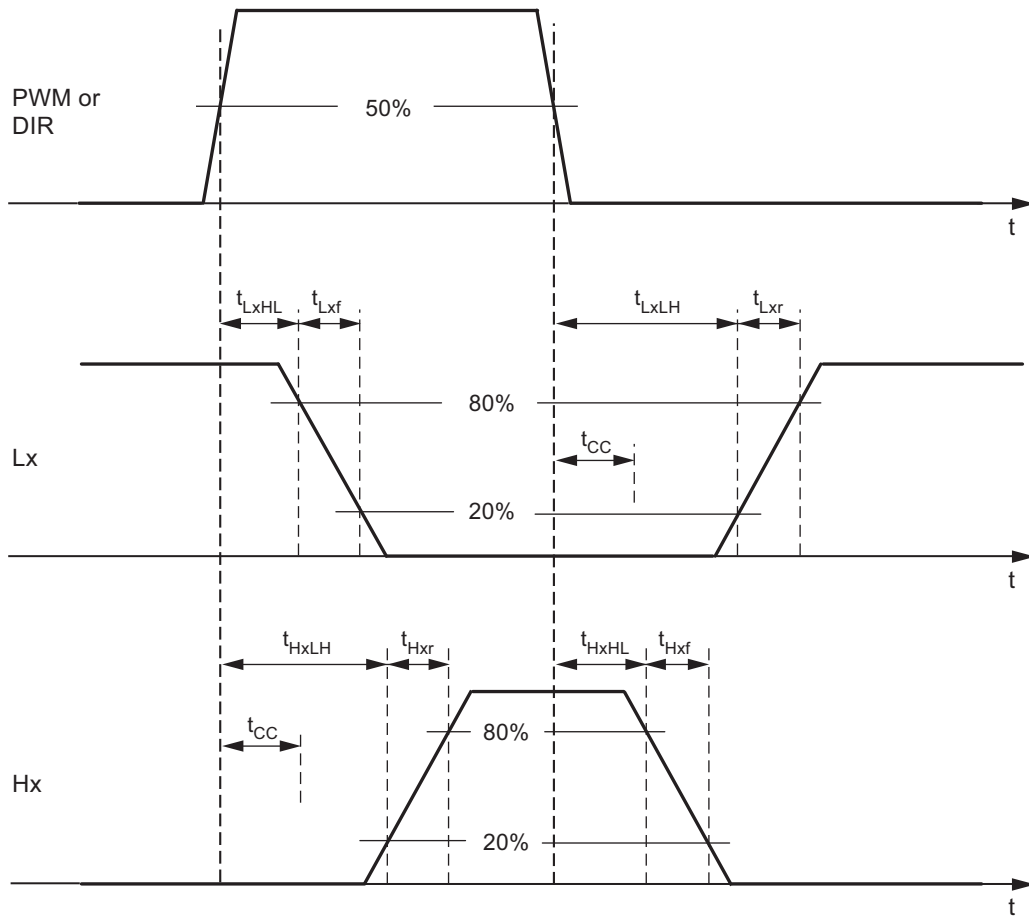 PWM or
DIR
50%
t
tLxHL tLxf tLxLH tLxr
80%
tCC
Lx
20%
t
tHxLH tHxr tHxHL tHxf
tCC
80%
Hx
20%
t